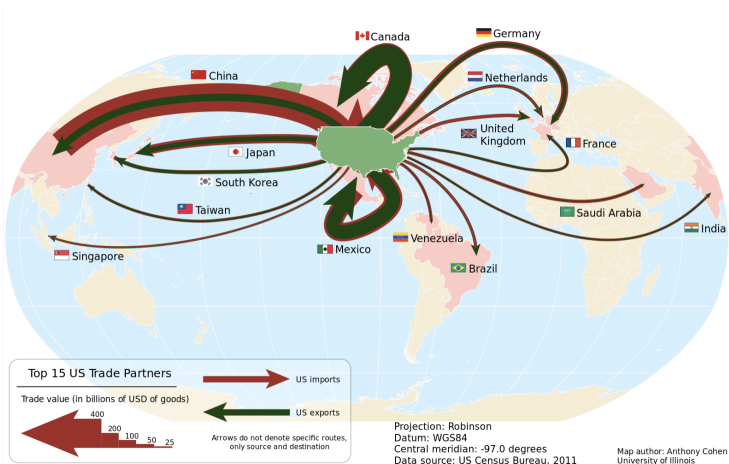 Canada
Germany
China
Netherlands
United
Kingdom
France
Japan
South Korea
Saudi Arabia
Taiwan
India
Venezuela
Mexico
Singapore
Brazil
Top 15 US Trade Partners
Trade value (in billions of USD of goods)
400
200
100
50
25
US imports
US exports
Arrows do not denote specific routes,
only source and destination
Projection: Robinson
Datum: WGS84
Central meridian: -97.0 degrees
Data source: US Census Bureau, 2011
Map author: Anthony Cohen
University of Illinois